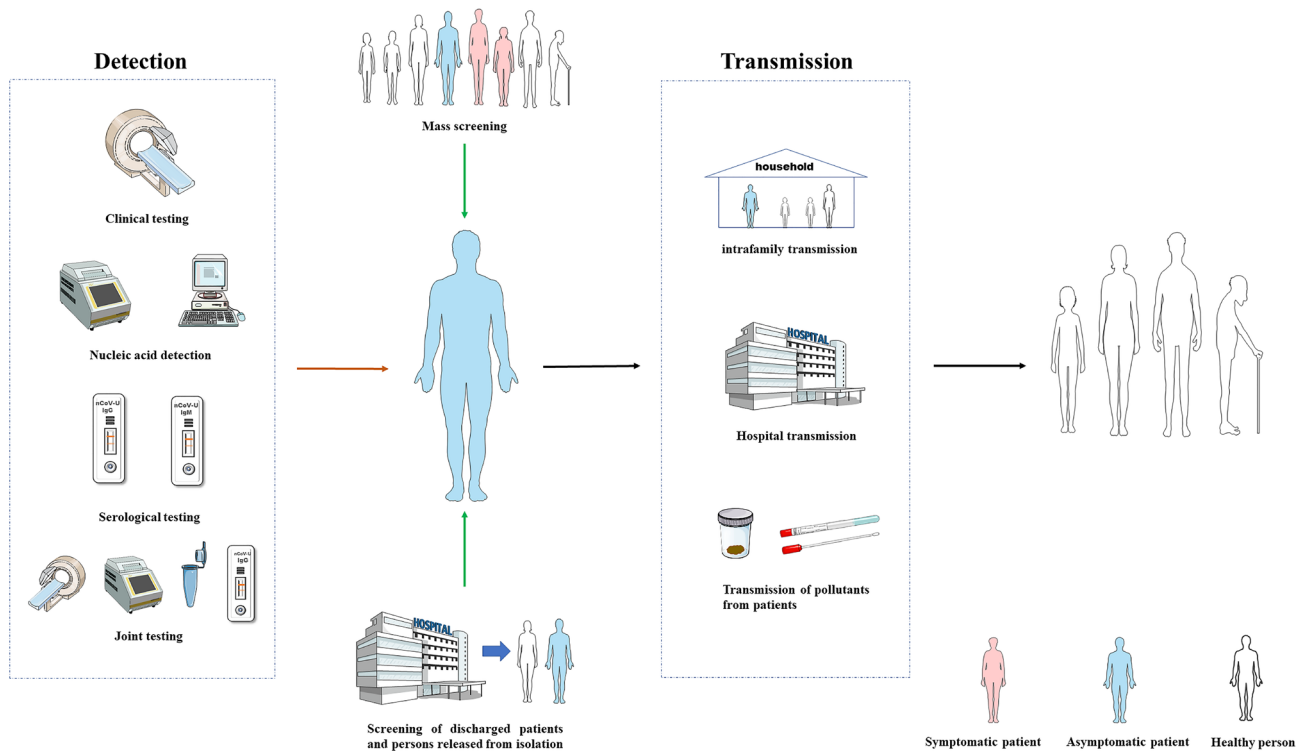 Detection
Clinical testing
Nucleic acid detection
nCoV-U
IgG
nCoV-U
IgM
Serological testing
nCoV-U
IgG
Joint testing
Mass screening
HOSPITAL
Screening of discharged patients
and persons released from isolation
Transmission
household
intrafamily transmission
HOSPITAL
Hospital transmission
Transmission of pollutants
from patients
Symptomatic patient
Asymptomatic patient
Healthy person